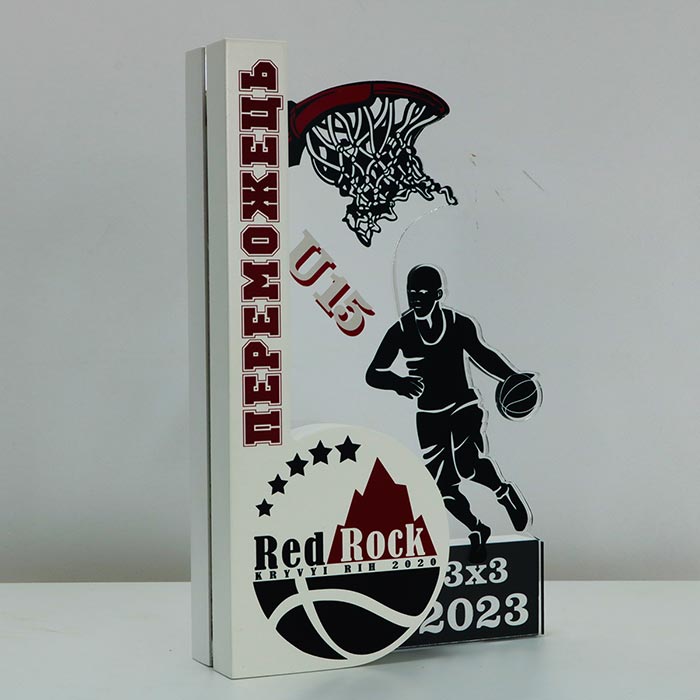 ПЕРЕМОЖЕЦЬ
U15
Red Rock
KRYVYI RIH 2020
3x3
2023